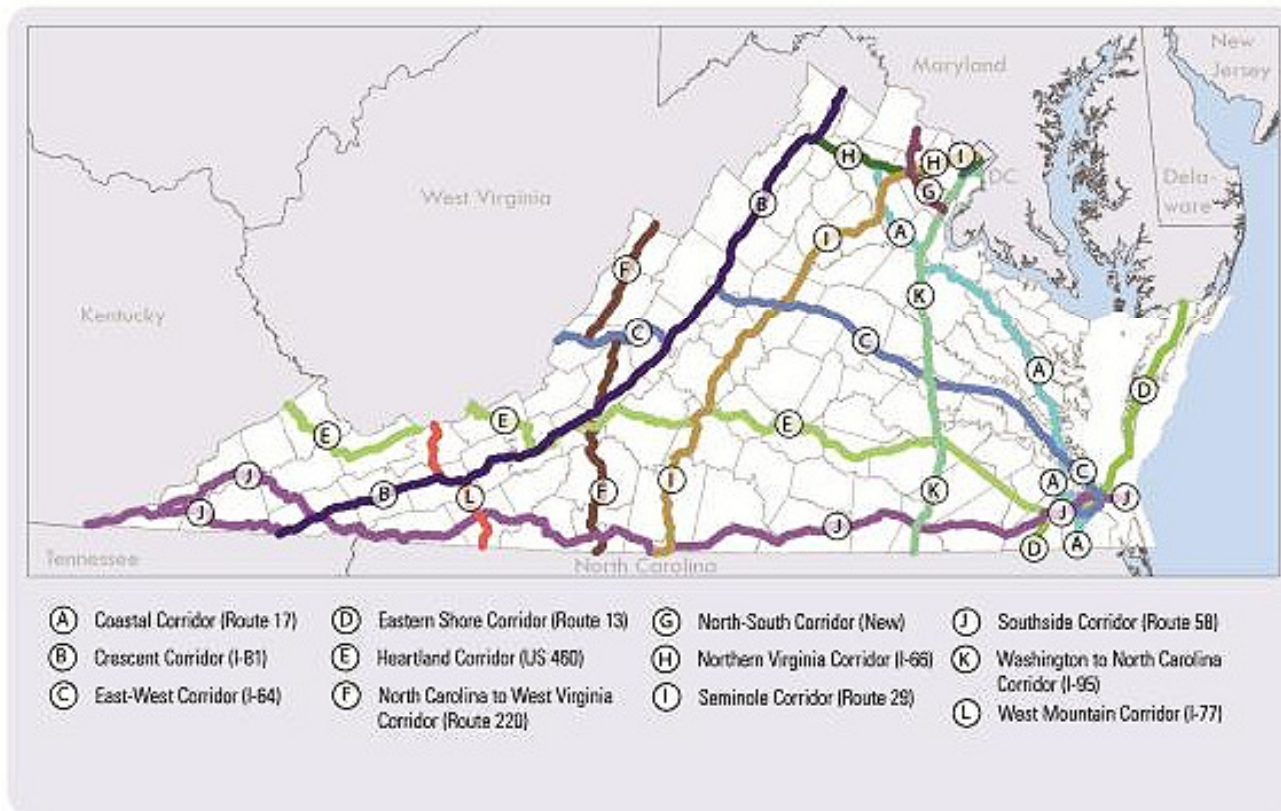 New
Jersey
Maryland
H
H
I
DC
West Virginia
G
Dela-
ware
B
A
I
F
K
Kentucky
C
C
A
D
E
E
E
J
C
A
B
L
F
I
K
J
J
J
J
D
A
Tennessee
North Carolina
A Coastal Corridor (Route 17)
B Crescent Corridor (I-81)
C East-West Corridor (I-64)
D Eastern Shore Corridor (Route 13)
E Heartland Corridor (US 460)
F North Carolina to West Virginia
Corridor (Route 220)
G North-South Corridor (New)
H Northern Virginia Corridor (I-66)
I Seminole Corridor (Route 29)
J Southside Corridor (Route 58)
K Washington to North Carolina
Corridor (I-95)
L West Mountain Corridor (I-77)